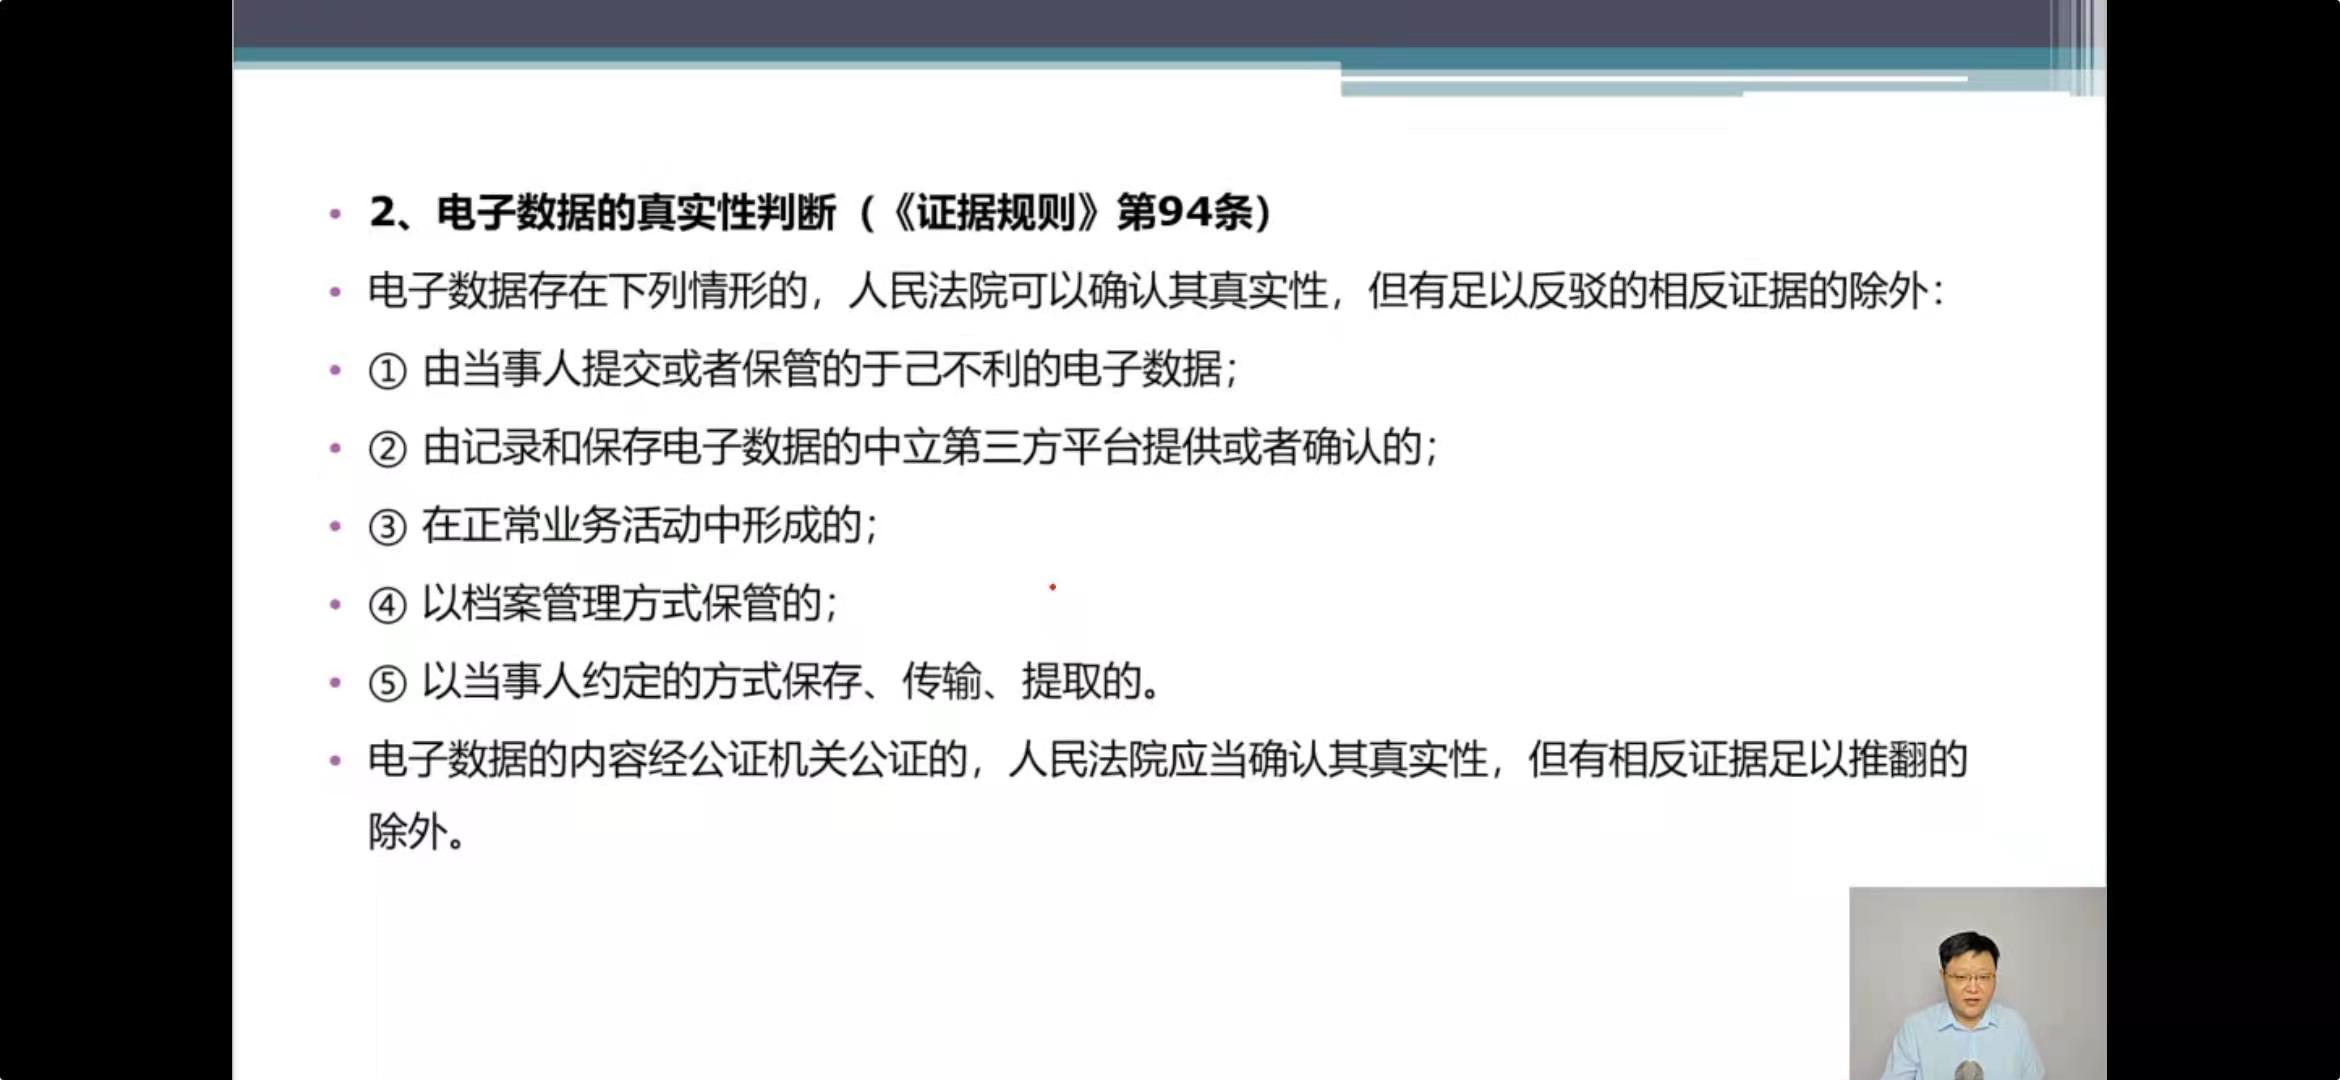 • 2、电子数据的真实性判断（《证据规则》第94条）
• 电子数据存在下列情形的，人民法院可以确认其真实性，但有足以反驳的相反证据的除外：
• ① 由当事人提交或者保管的于己不利的电子数据；
• ② 由记录和保存电子数据的中立第三方平台提供或者确认的；
• ③ 在正常业务活动中形成的；
• ④ 以档案管理方式保管的；
• ⑤ 以当事人约定的方式保存、传输、提取的。
• 电子数据的内容经公证机关公证的，人民法院应当确认其真实性，但有相反证据足以推翻的
除外。